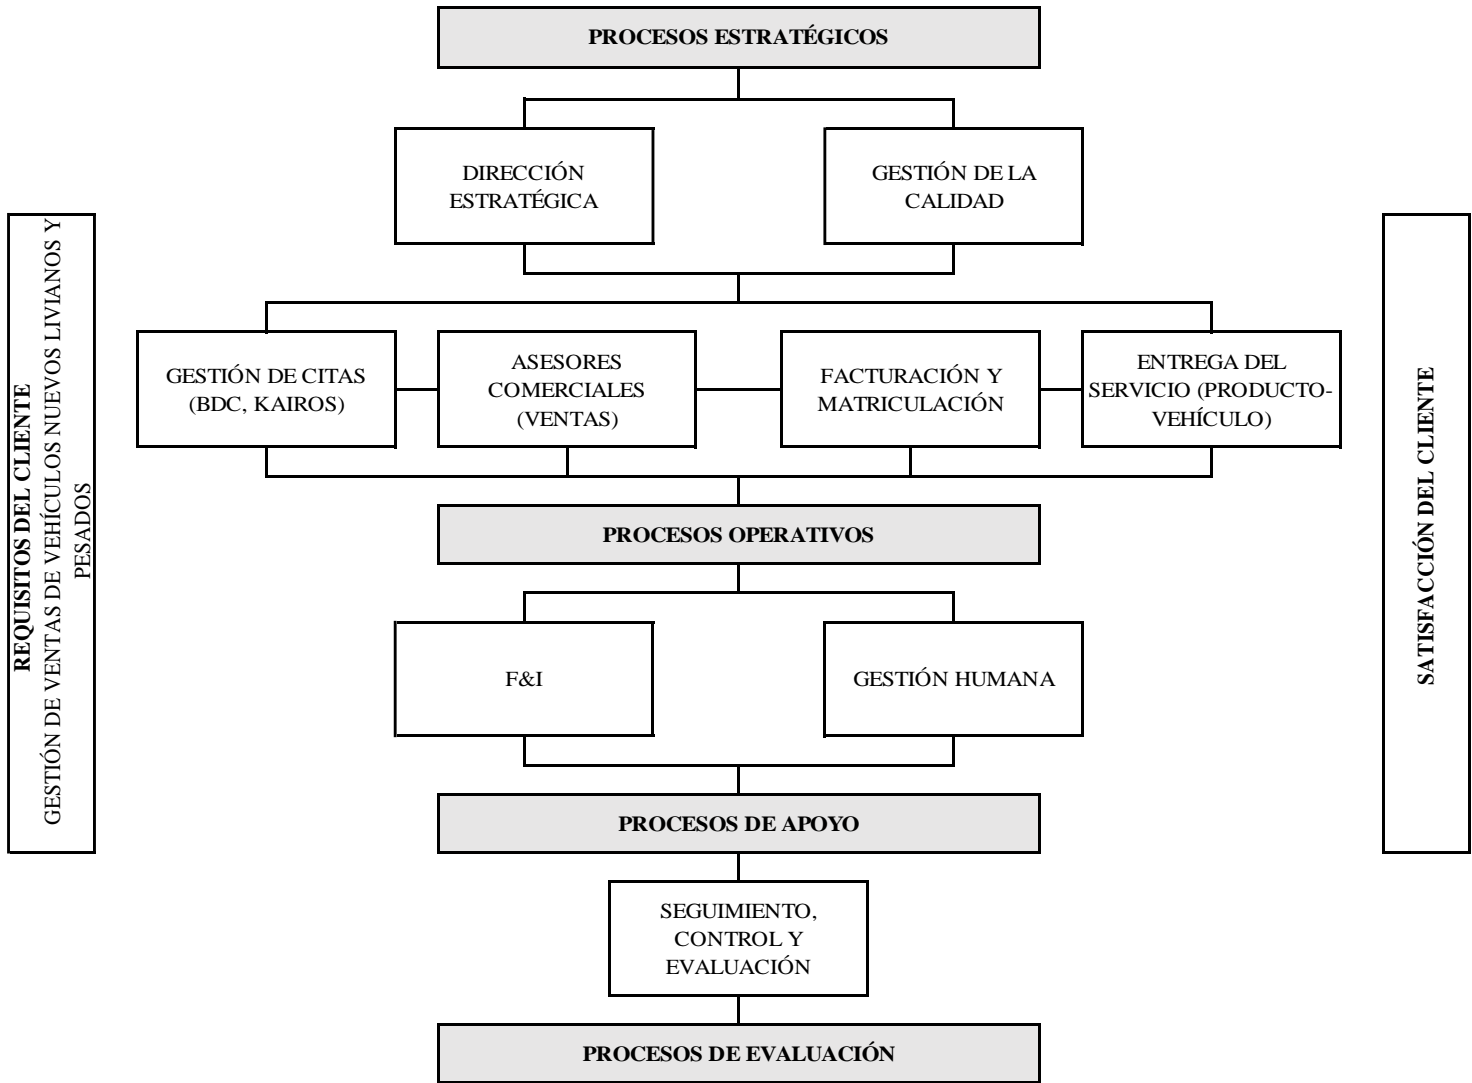 PROCESOS ESTRATÉGICOS
DIRECCIÓN
ESTRATÉGICA
GESTIÓN DE LA
CALIDAD
REQUISITOS DEL CLIENTE
GESTIÓN DE VENTAS DE VEHÍCULOS NUEVOS LIVIANOS Y
PESADOS
GESTIÓN DE CITAS
(BDC, KAIROS)
ASESORES
COMERCIALES
(VENTAS)
FACTURACIÓN Y
MATRICULACIÓN
ENTREGA DEL
SERVICIO (PRODUCTO-
VEHÍCULO)
SATISFACCIÓN DEL CLIENTE
PROCESOS OPERATIVOS
F&I
GESTIÓN HUMANA
PROCESOS DE APOYO
SEGUIMIENTO,
CONTROL Y
EVALUACIÓN
PROCESOS DE EVALUACIÓN